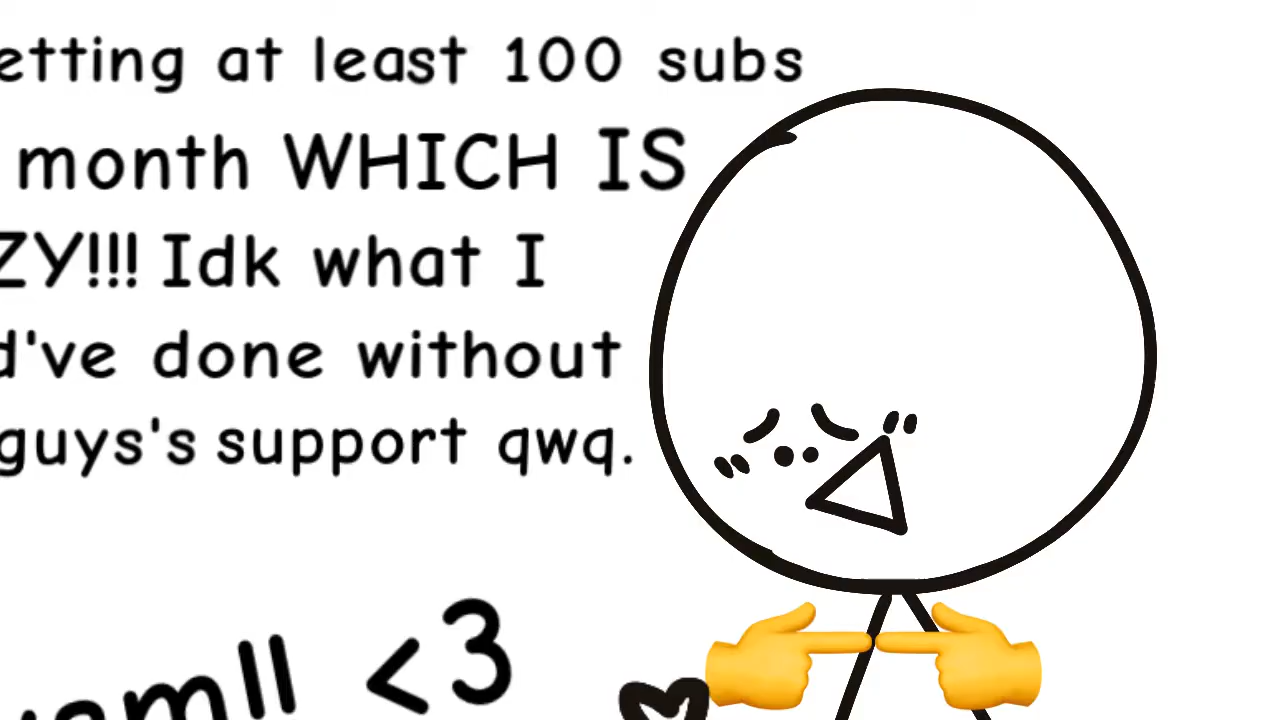 etting at least 100 subs
month WHICH IS
ZY!!! Idk what I
d've done without
guys's support qwq.
<3